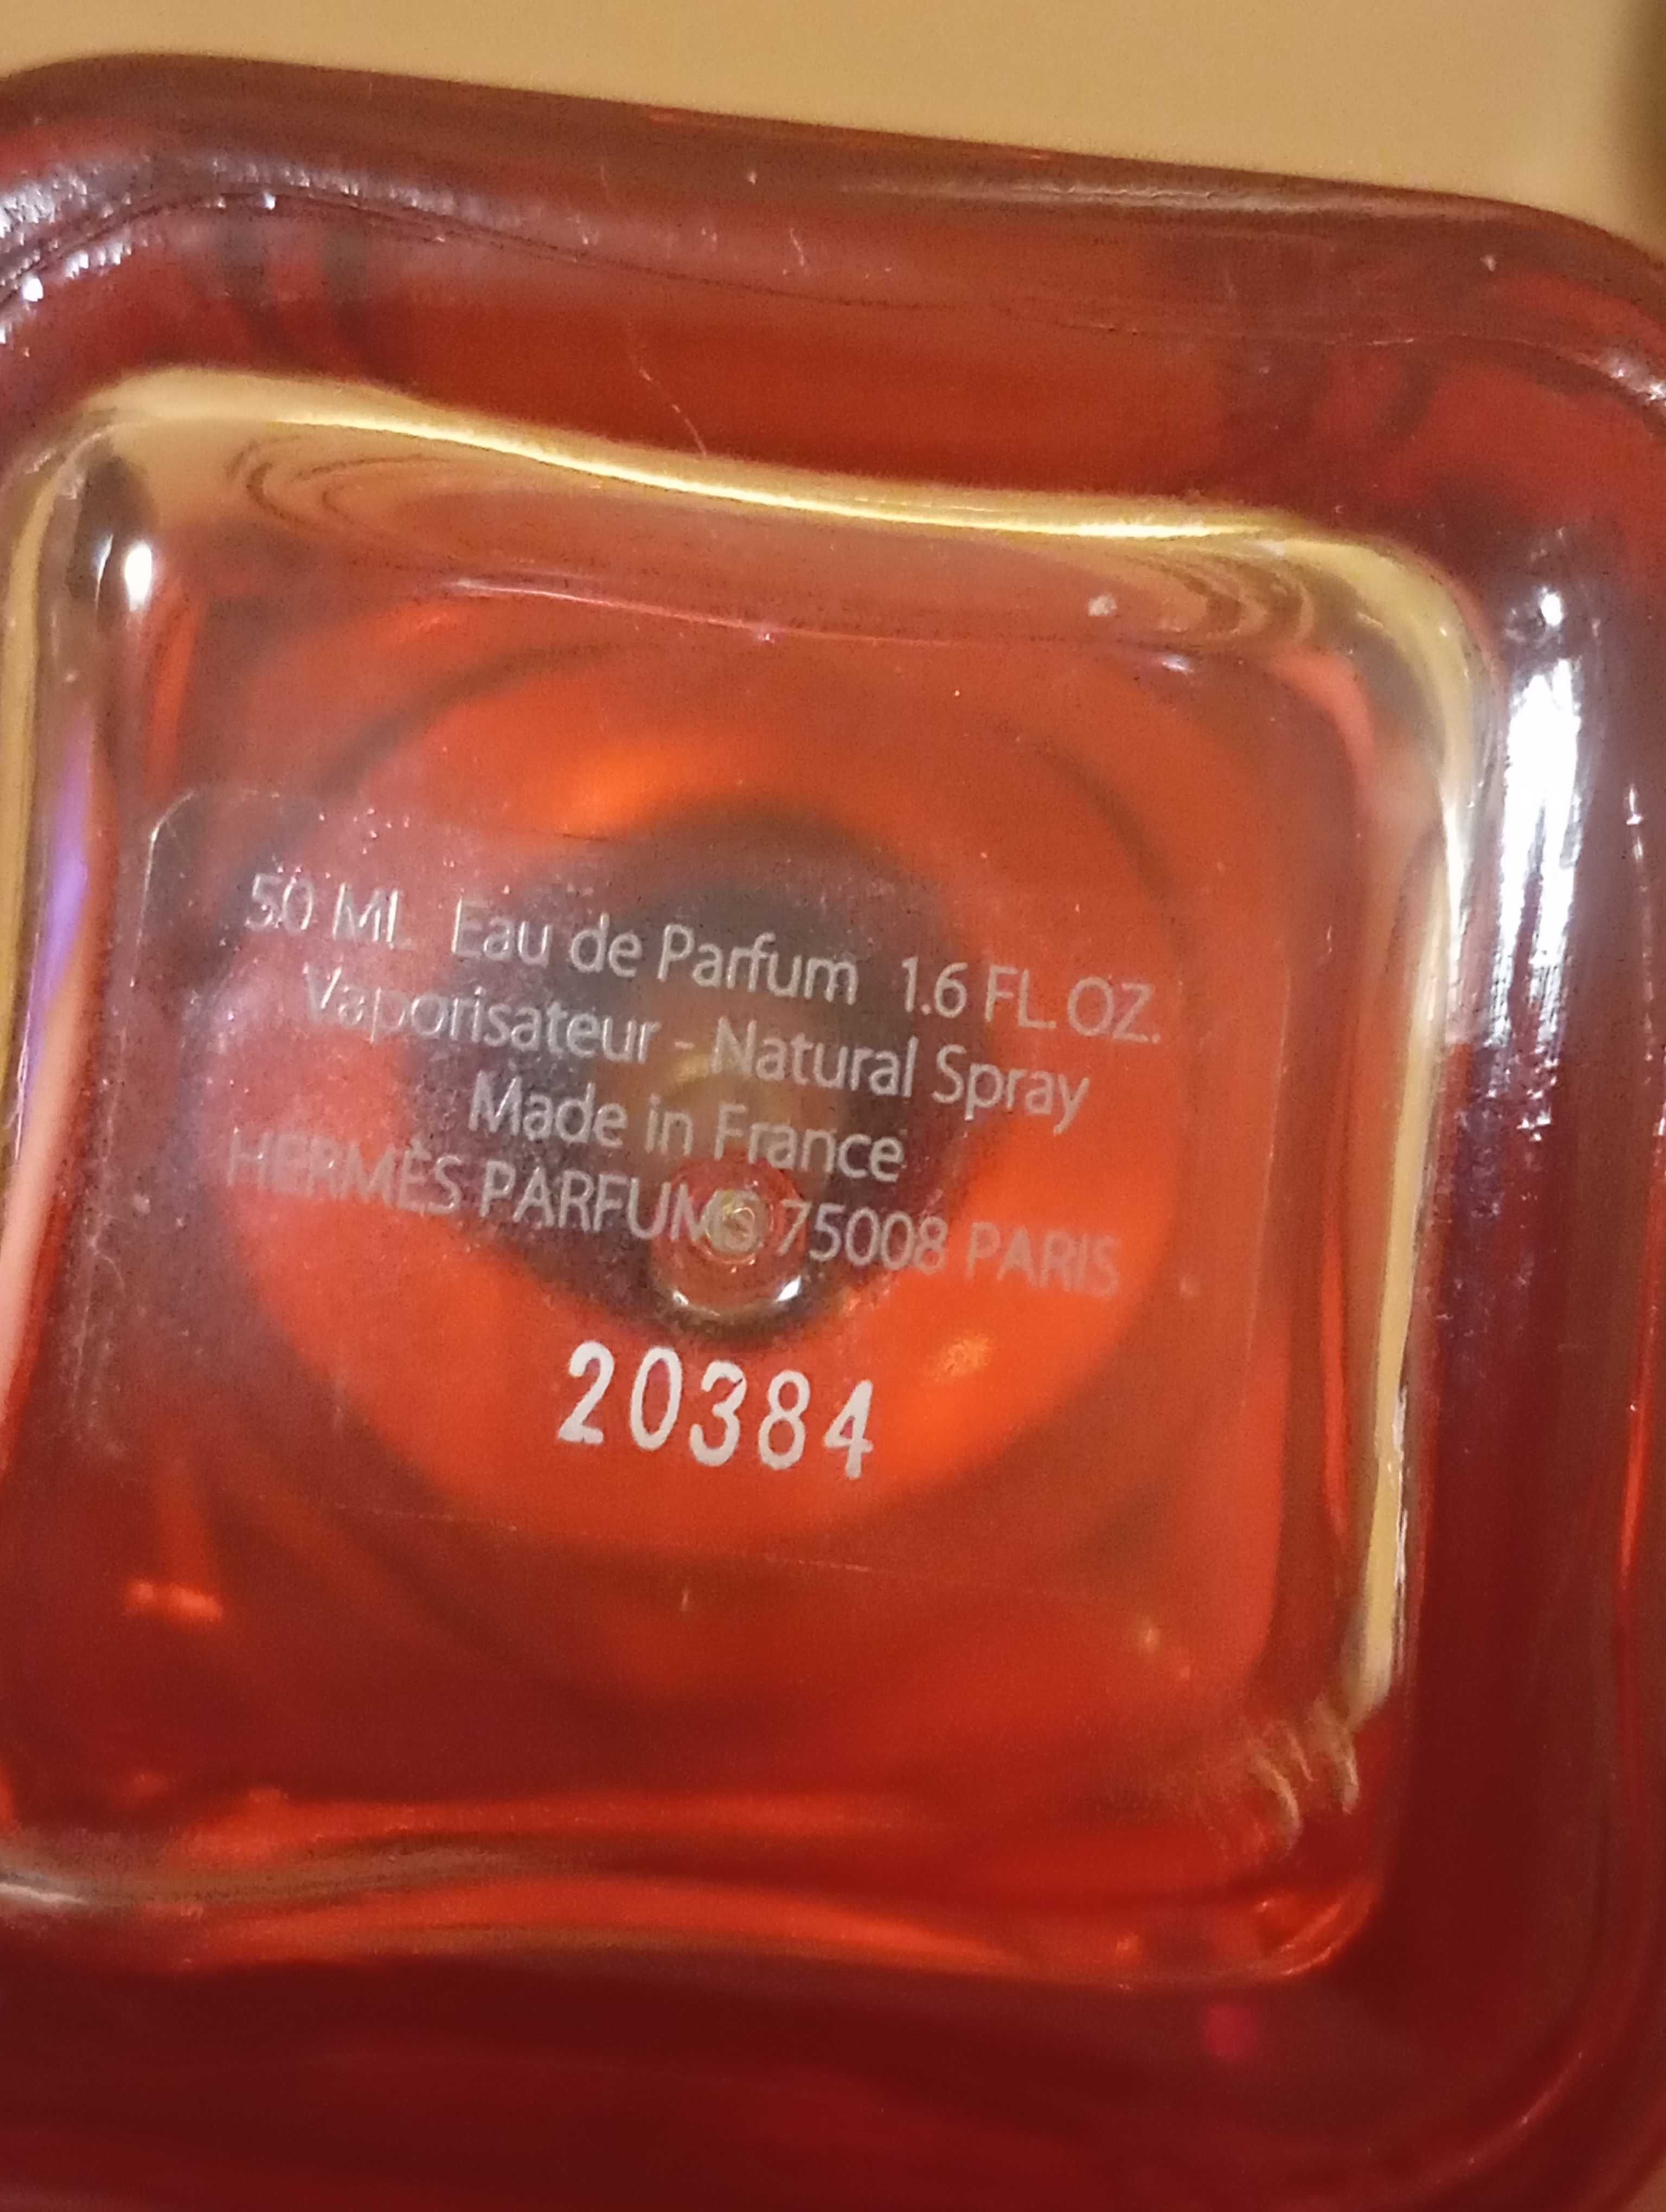 50 ML Eau de Parfum 1.6 FL. OZ.
Vaporisateur - Natural Spray
Made in France
HERMÈS PARFUMS 75008 PARIS
20384